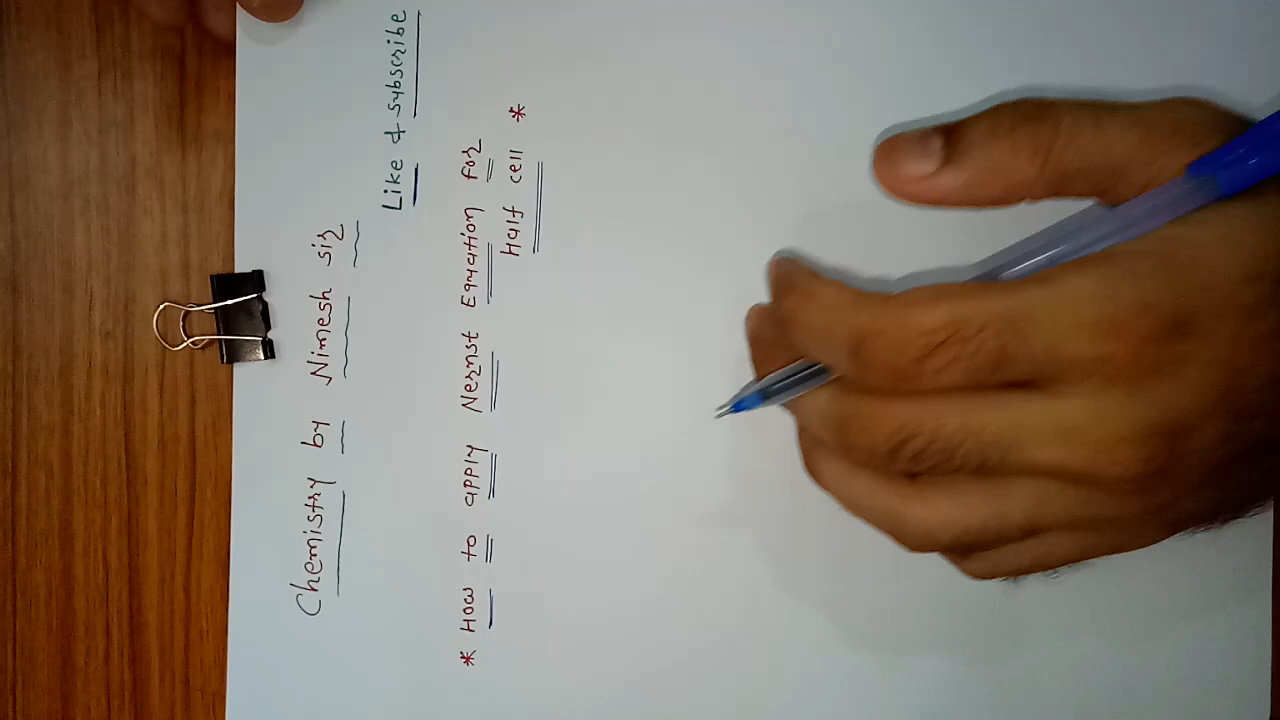 Chemistry by Nimesh sir
Like & subscribe
* How to apply Nernst Equation for
half cell *